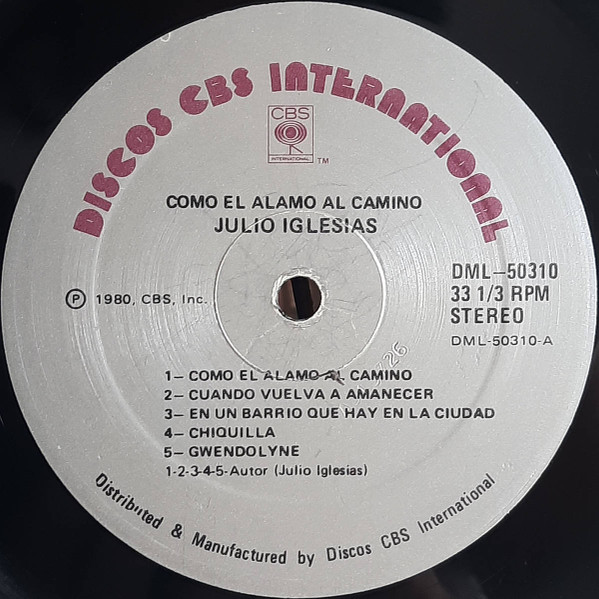 DISCOS CBS INTERNATIONAL
CBS
INTERNATIONAL
TM
COMO EL ALAMO AL CAMINO
JULIO IGLESIAS
DML-50310
33 1/3 RPM
STEREO
DML-50310-A
Ⓟ 1980, CBS, Inc.
1- COMO EL ALAMO AL CAMINO
2- CUANDO VUELVA A AMANECER
3- EN UN BARRIO QUE HAY EN LA CIUDAD
4- CHIQUILLA
5- GWENDOLYNE
1-2-3-4-5-Autor (Julio Iglesias)
Distributed & Manufactured by Discos CBS International